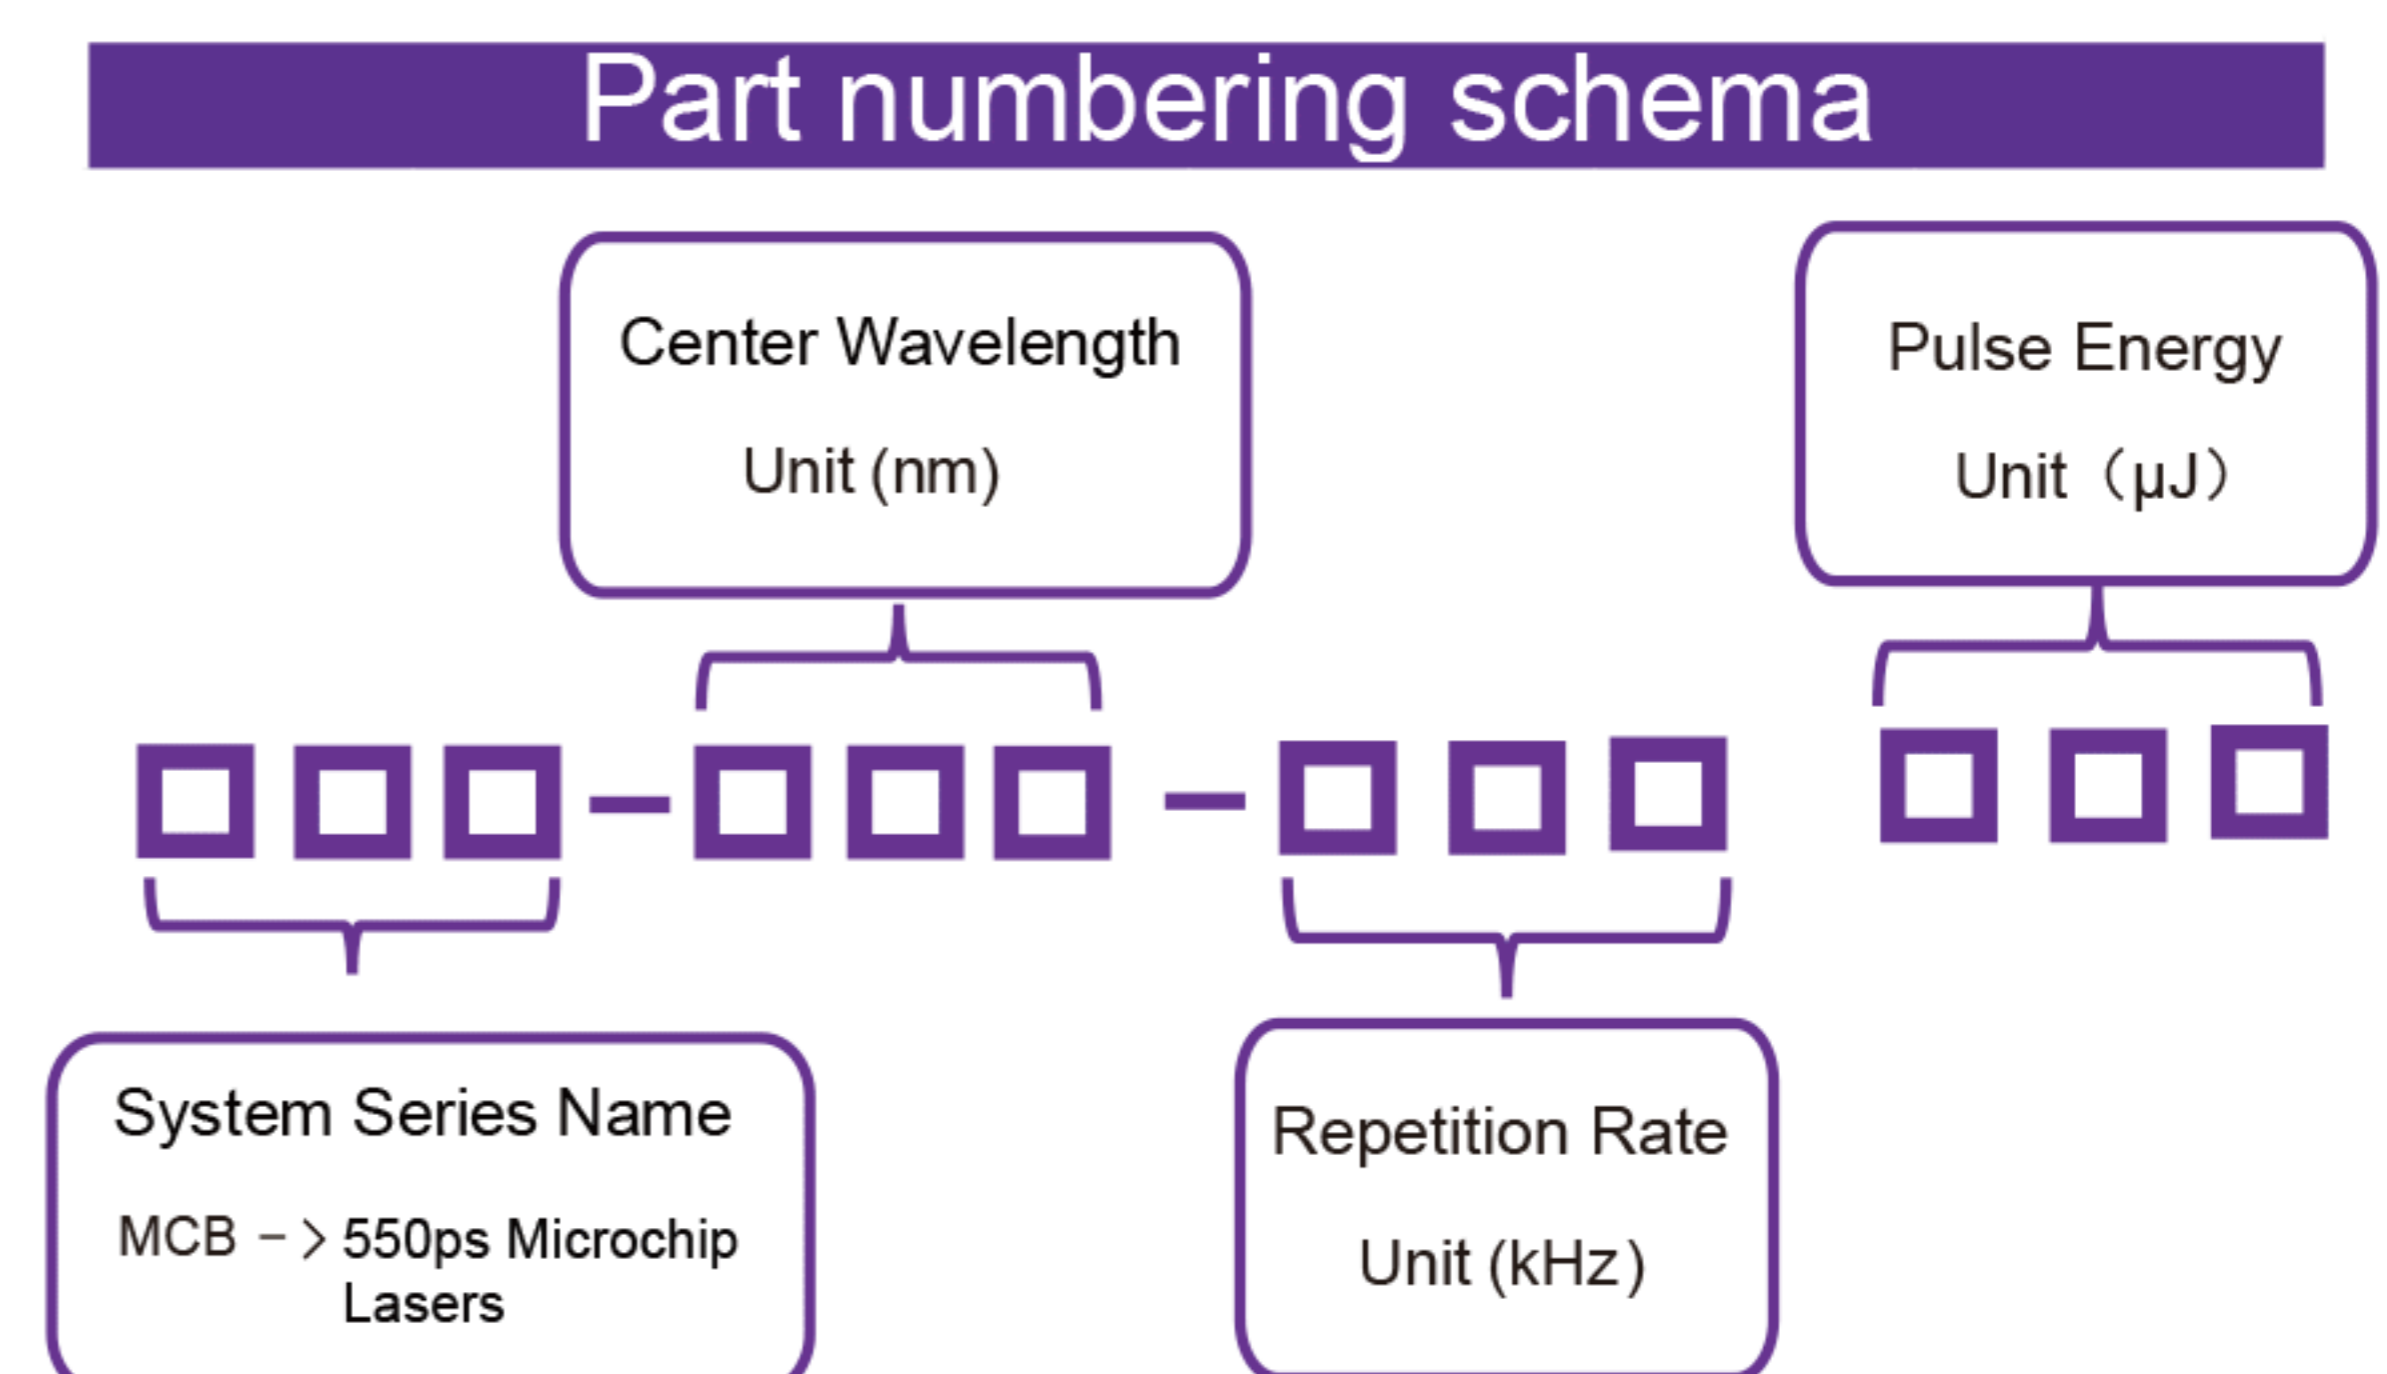 Part numbering schema
Center Wavelength
Unit (nm)
Pulse Energy
Unit（µJ）
System Series Name
MCB －> 550ps Microchip
Lasers
Repetition Rate
Unit (kHz)